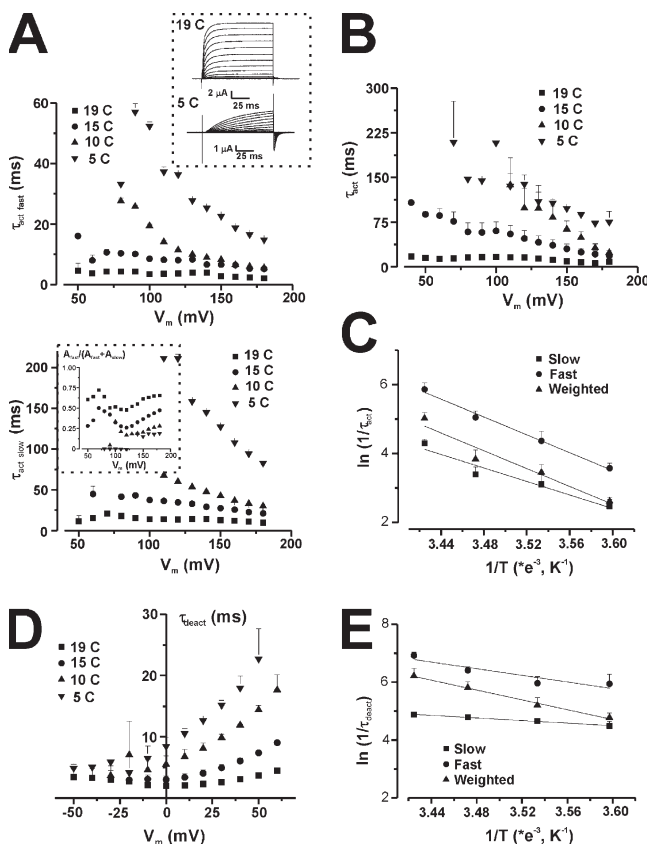 A
19 C
2 µA
25 ms
5 C
1 µA
25 ms
60
40
20
0
τact fast (ms)
19 C
15 C
10 C
5 C
50
100
150
200
Vm (mV)
B
300
225
150
75
0
τact (ms)
19 C
15 C
10 C
5 C
50
100
150
200
Vm (mV)
200
150
100
50
0
τact slow (ms)
Afast/(Afast+Aslow)
1
0.75
0.50
0.25
0
50
100
150
200
Vm (mV)
19 C
15 C
10 C
5 C
50
100
150
200
Vm (mV)
C
Slow
Fast
Weighted
6
4
2
ln (1/τact)
3.44
3.48
3.52
3.56
3.60
1/T (*e-3, K-1)
D
τdeact (ms)
19 C
15 C
10 C
5 C
30
20
10
5
0
-50
-25
0
25
50
Vm (mV)
E
8
6
4
2
0
ln (1/τdeact)
Slow
Fast
Weighted
3.44
3.48
3.52
3.56
3.60
1/T (*e-3, K-1)